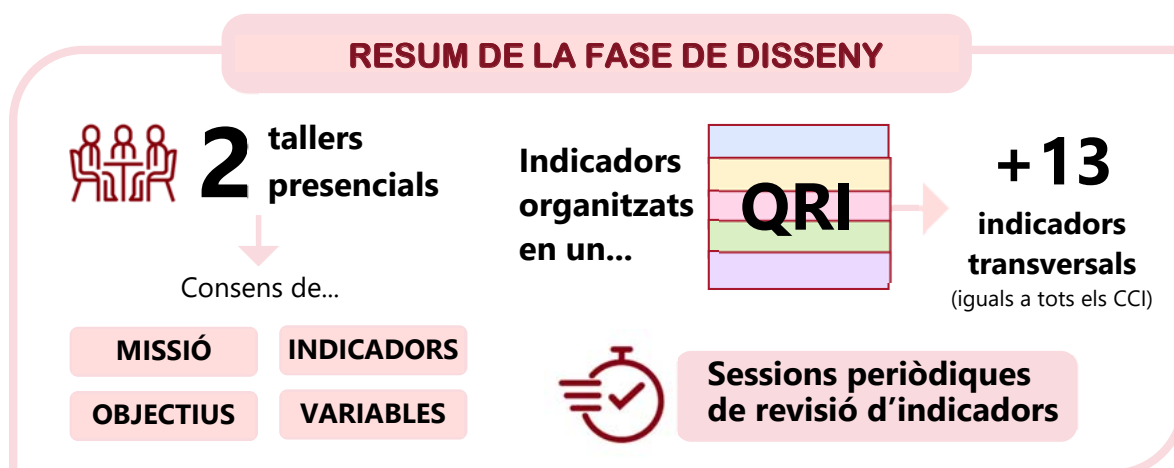 RESUM DE LA FASE DE DISSENY
2
tallers
presencials
Consens de...
MISSIÓ
INDICADORS
OBJECTIUS
VARIABLES
Indicadors
organitzats
en un...
QRI
+13
indicadors
transversals
(iguals a tots els CCI)
Sessions periòdiques
de revisió d’indicadors